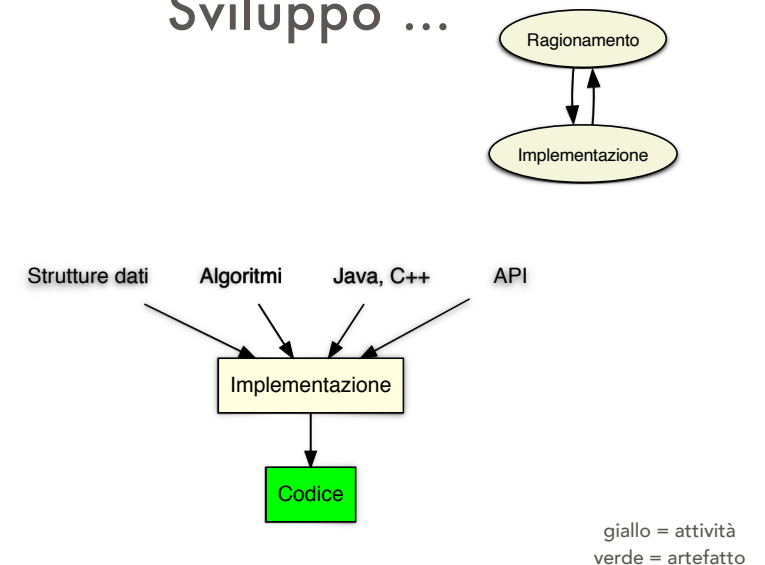 Sviluppo ...
Ragionamento
Implementazione
Strutture dati Algoritmi Java, C++ API
Implementazione
Codice
giallo = attività
verde = artefatto